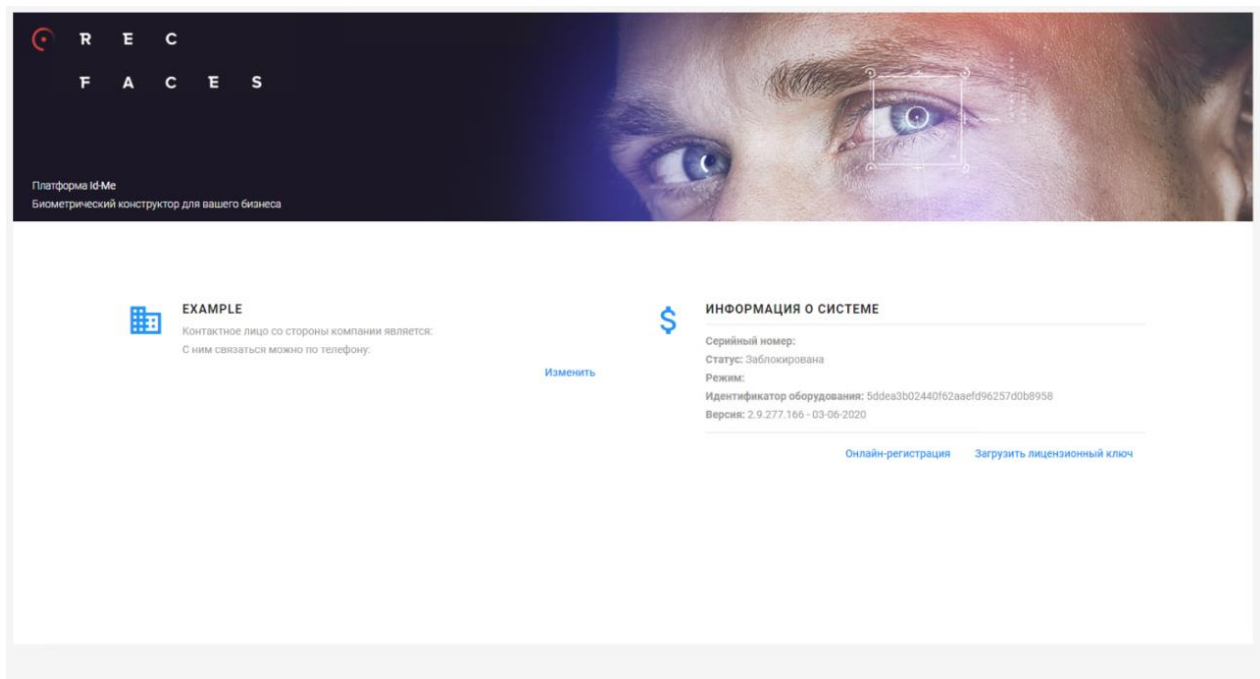 R E C
F A C E S
Платформа Id-Me
Биометрический конструктор для вашего бизнеса
EXAMPLE
Контактное лицо со стороны компании является:
С ним связаться можно по телефону:
Изменить
ИНФОРМАЦИЯ О СИСТЕМЕ
Серийный номер:
Статус: Заблокирована
Режим:
Идентификатор оборудования: 5ddea3b02440f62aaefd96257d0b8958
Версия: 2.9.277.166 - 03-06-2020
Онлайн-регистрация
Загрузить лицензионный ключ